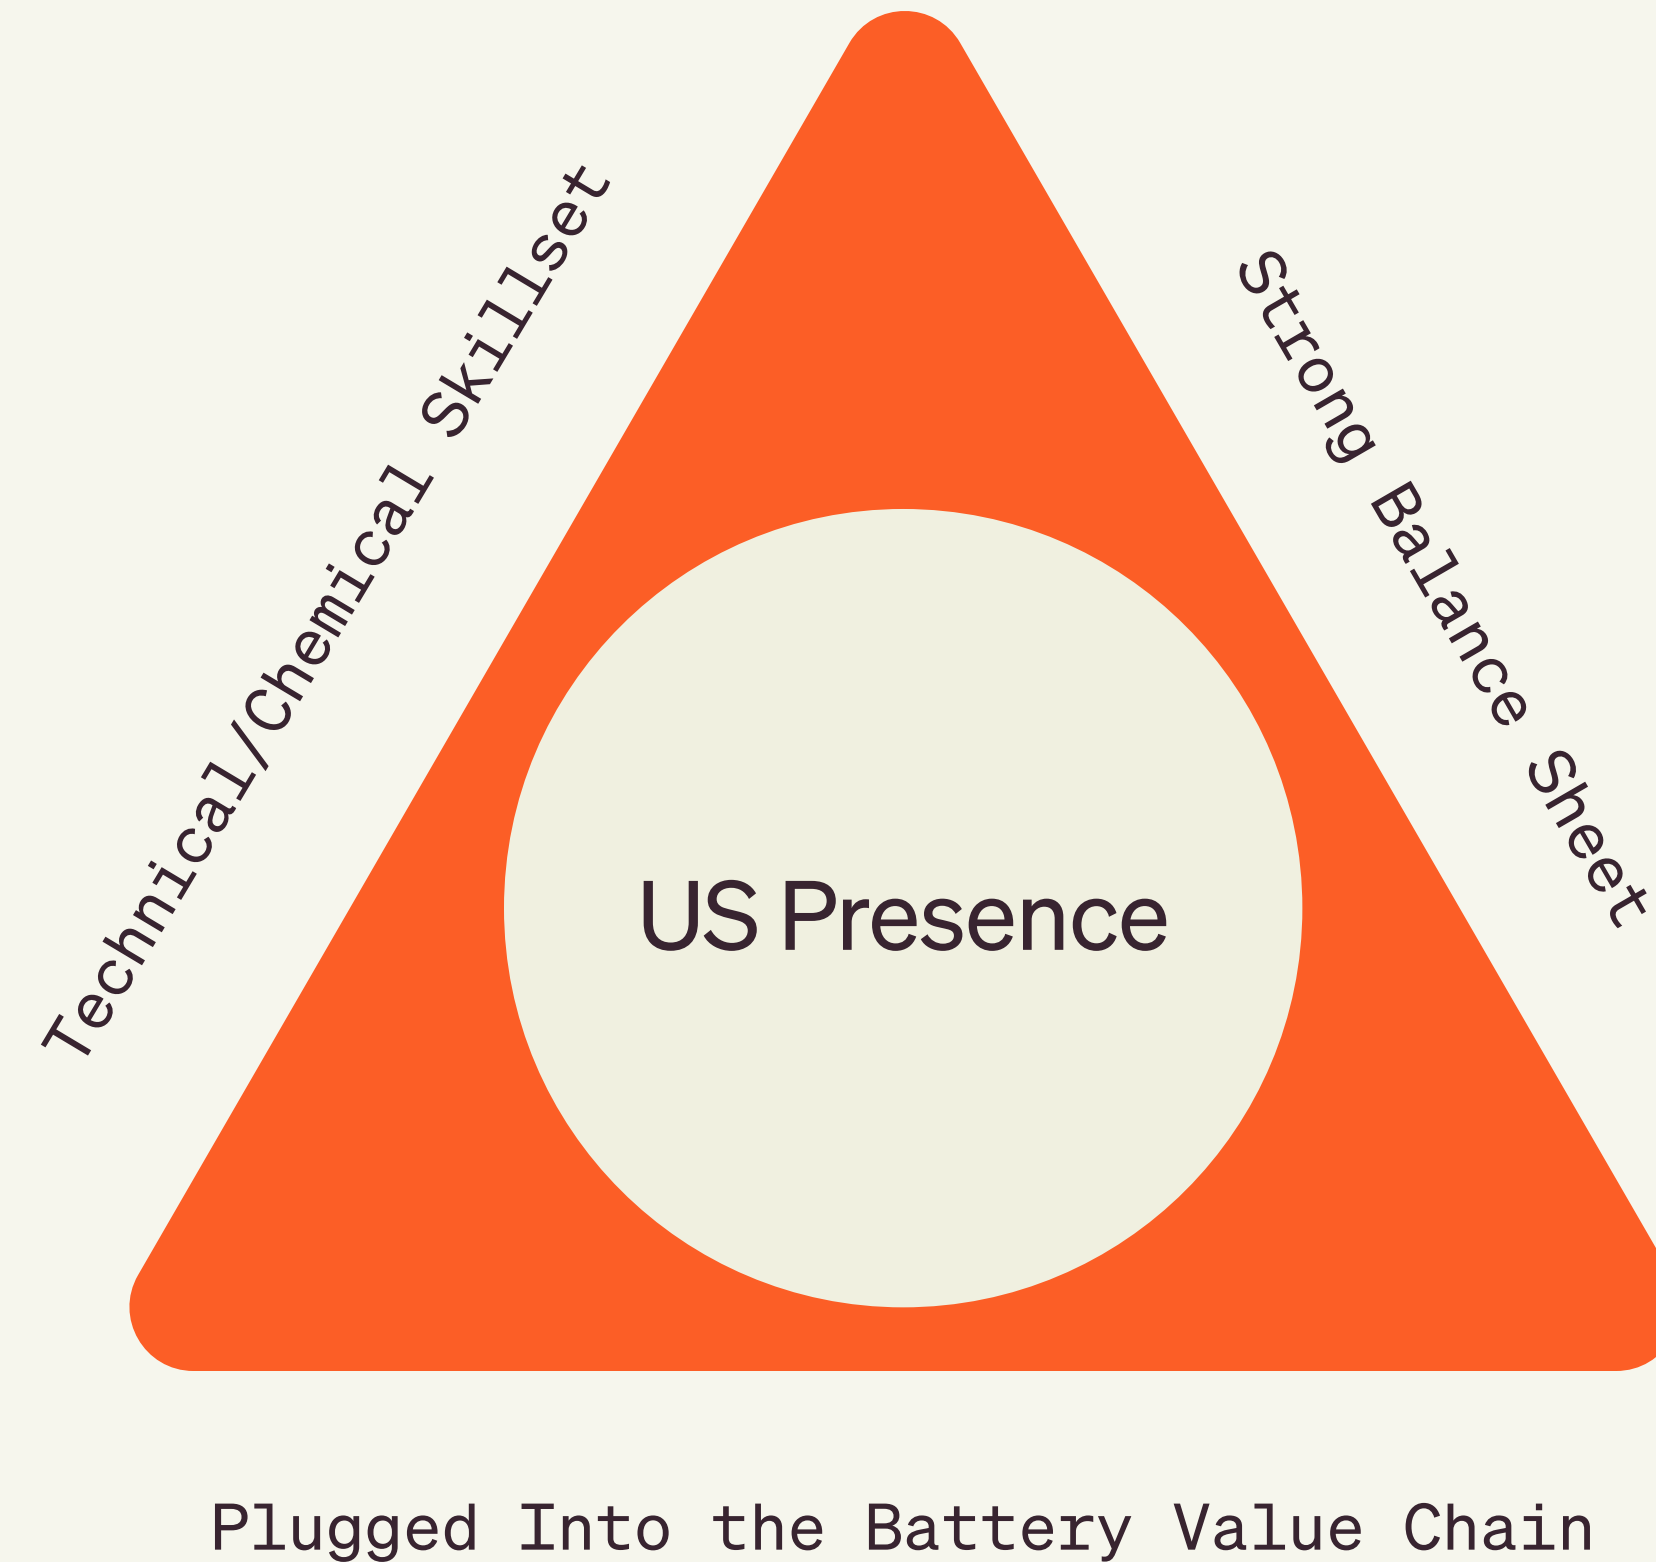 Technical/Chemical Skillset
Strong Balance Sheet
US Presence
Plugged Into the Battery Value Chain